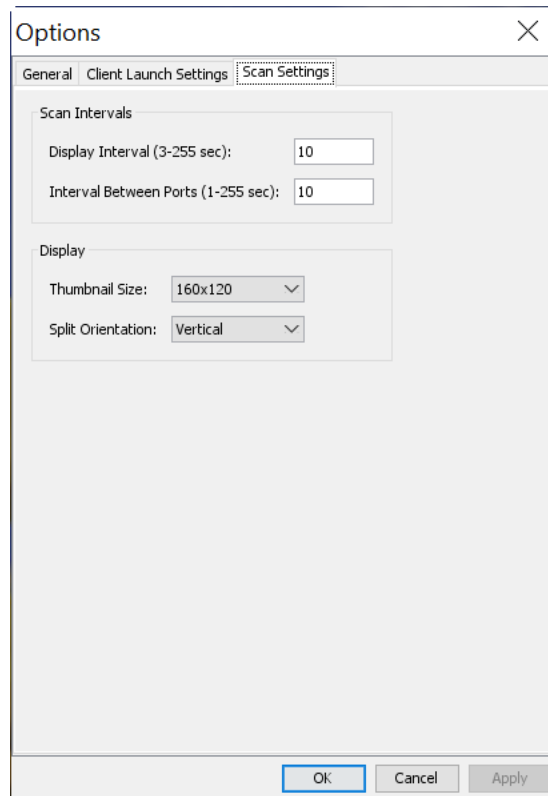 Options
General Client Launch Settings Scan Settings
Scan Intervals
Display Interval (3-255 sec): 10
Interval Between Ports (1-255 sec): 10
Display
Thumbnail Size: 160x120
Split Orientation: Vertical
OK Cancel Apply